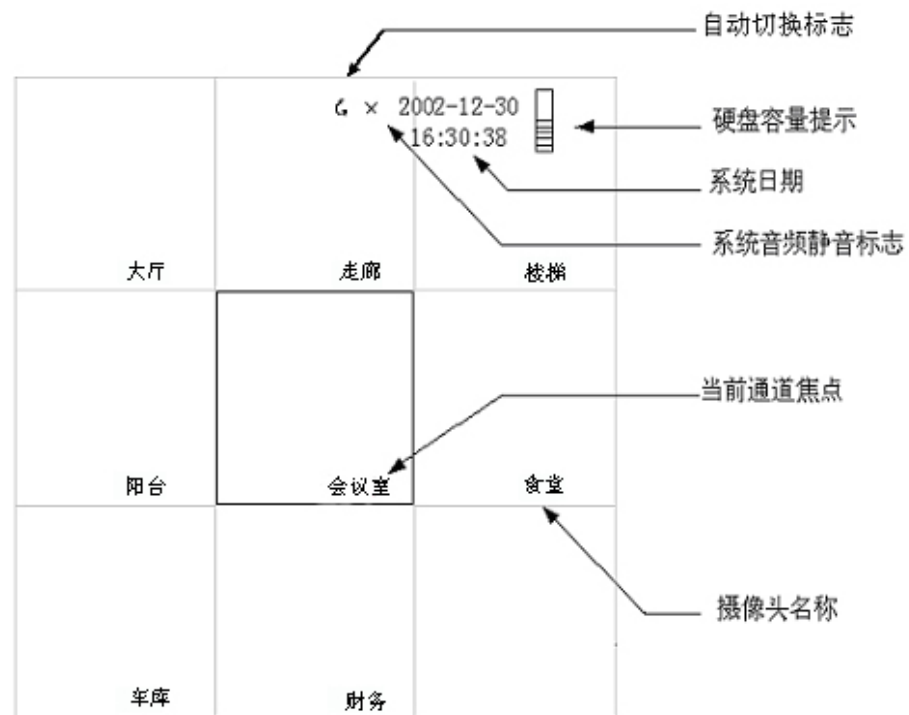 自动切换标志
× 2002-12-30
16:30:38
硬盘容量提示
系统日期
系统音频静音标志
大厅
走廊
楼梯
当前通道焦点
阳台
会议室
食堂
摄像头名称
车库
财务